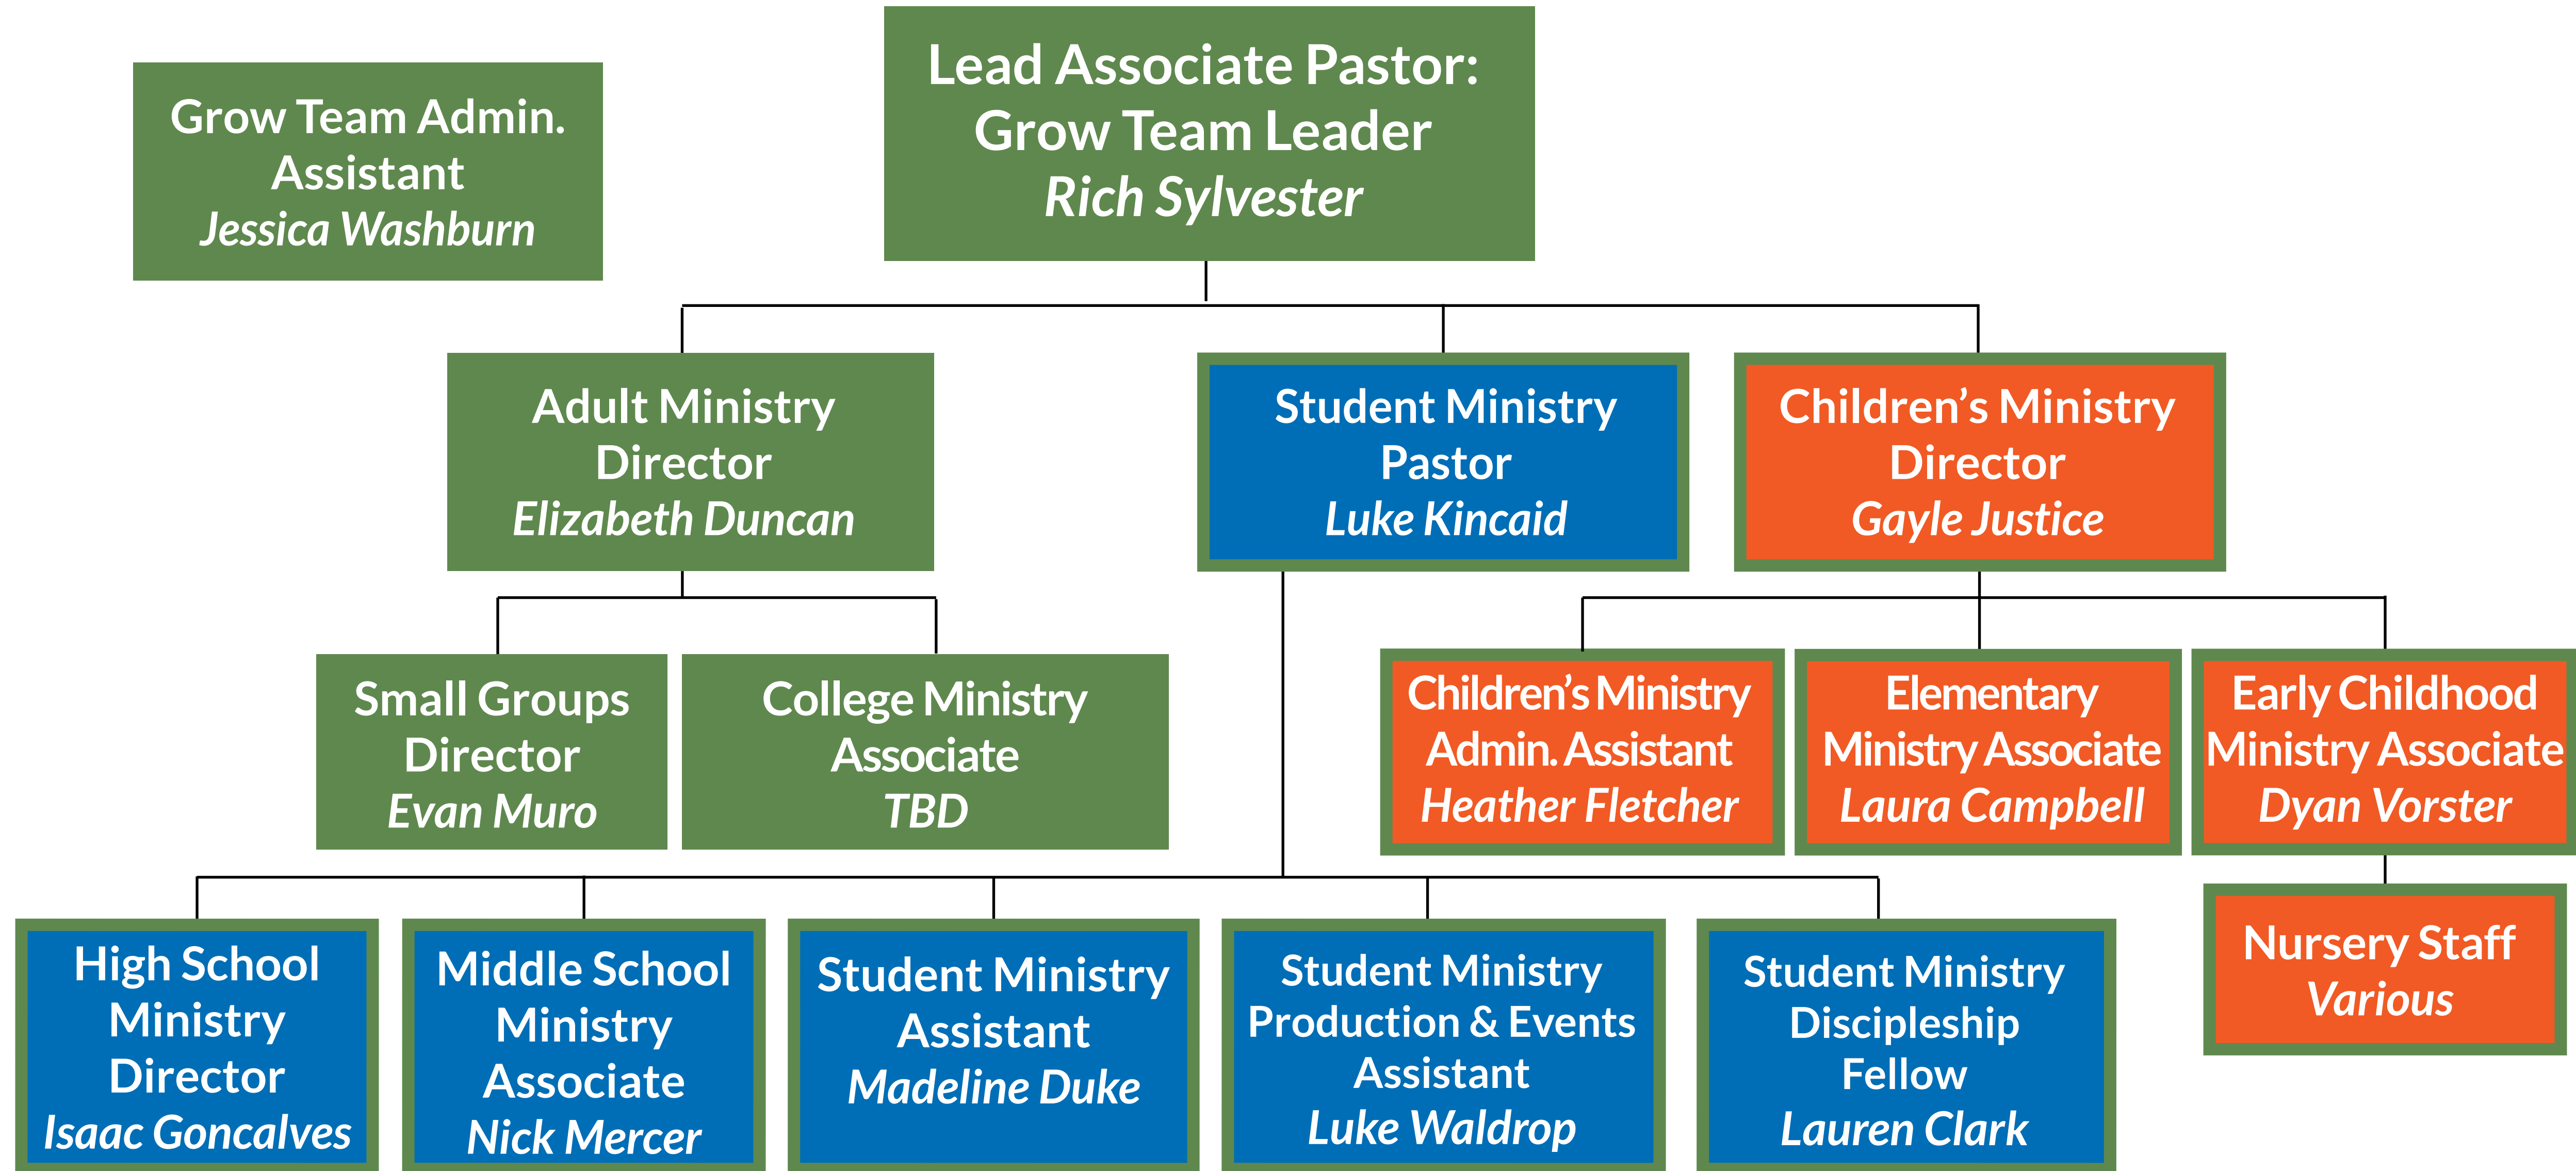 Grow Team Admin.
Assistant
Jessica Washburn
Lead Associate Pastor:
Grow Team Leader
Rich Sylvester
Adult Ministry
Director
Elizabeth Duncan
Student Ministry
Pastor
Luke Kincaid
Children’s Ministry
Director
Gayle Justice
Small Groups
Director
Evan Muro
College Ministry
Associate
TBD
Children’s Ministry
Admin. Assistant
Heather Fletcher
Elementary
Ministry Associate
Laura Campbell
Early Childhood
Ministry Associate
Dyan Vorster
High School
Ministry
Director
Isaac Goncalves
Middle School
Ministry
Associate
Nick Mercer
Student Ministry
Assistant
Madeline Duke
Student Ministry
Production & Events
Assistant
Luke Waldrop
Student Ministry
Discipleship
Fellow
Lauren Clark
Nursery Staff
Various